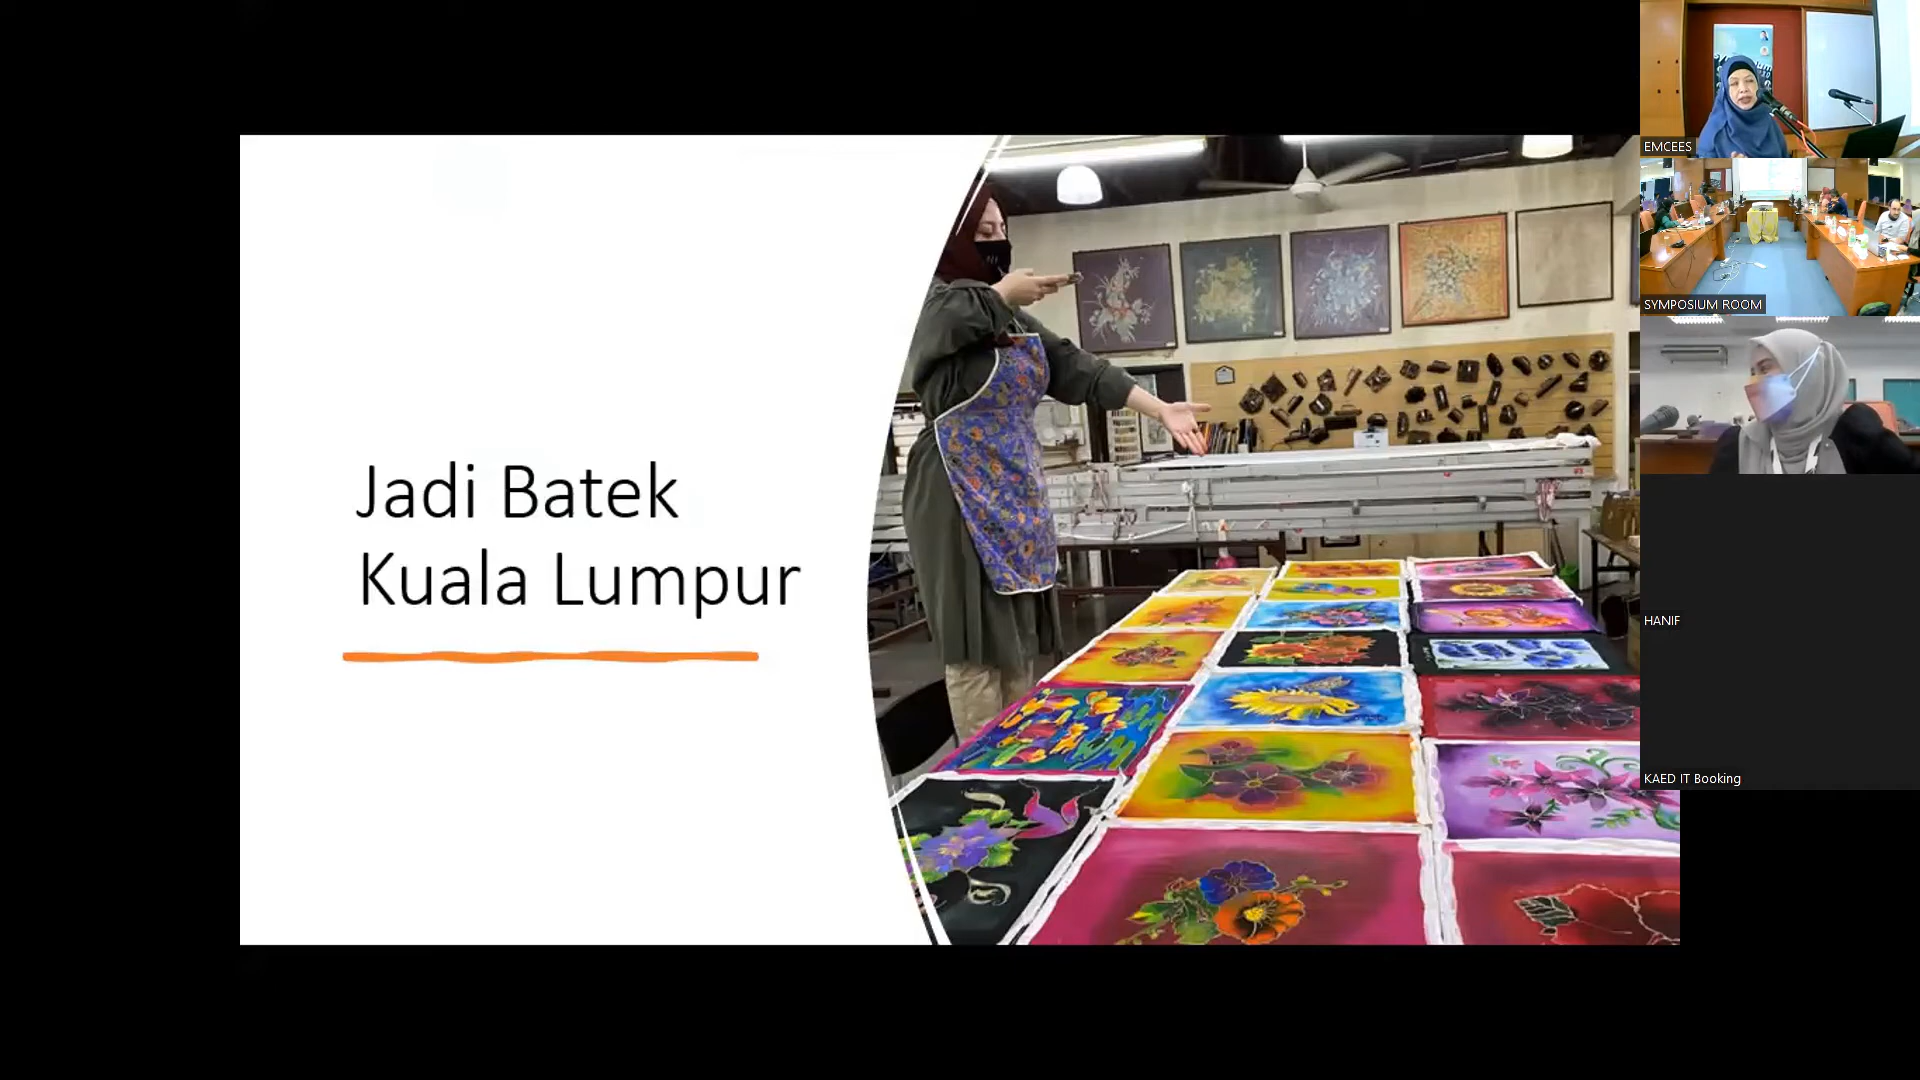 Jadi Batek
Kuala Lumpur
EMCEES
SYMPOSIUM ROOM
HANIF
KAED IT Booking